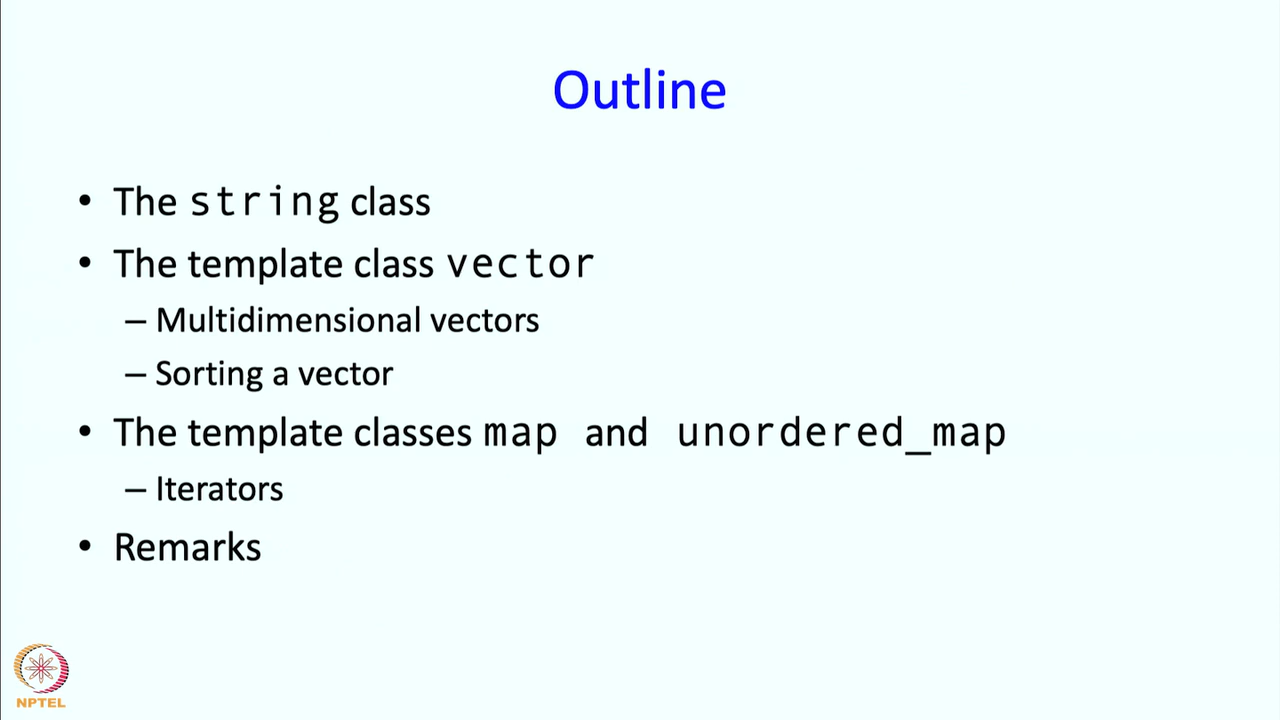 Outline
• The string class
• The template class vector
– Multidimensional vectors
– Sorting a vector
• The template classes map and unordered_map
– Iterators
• Remarks
NPTEL